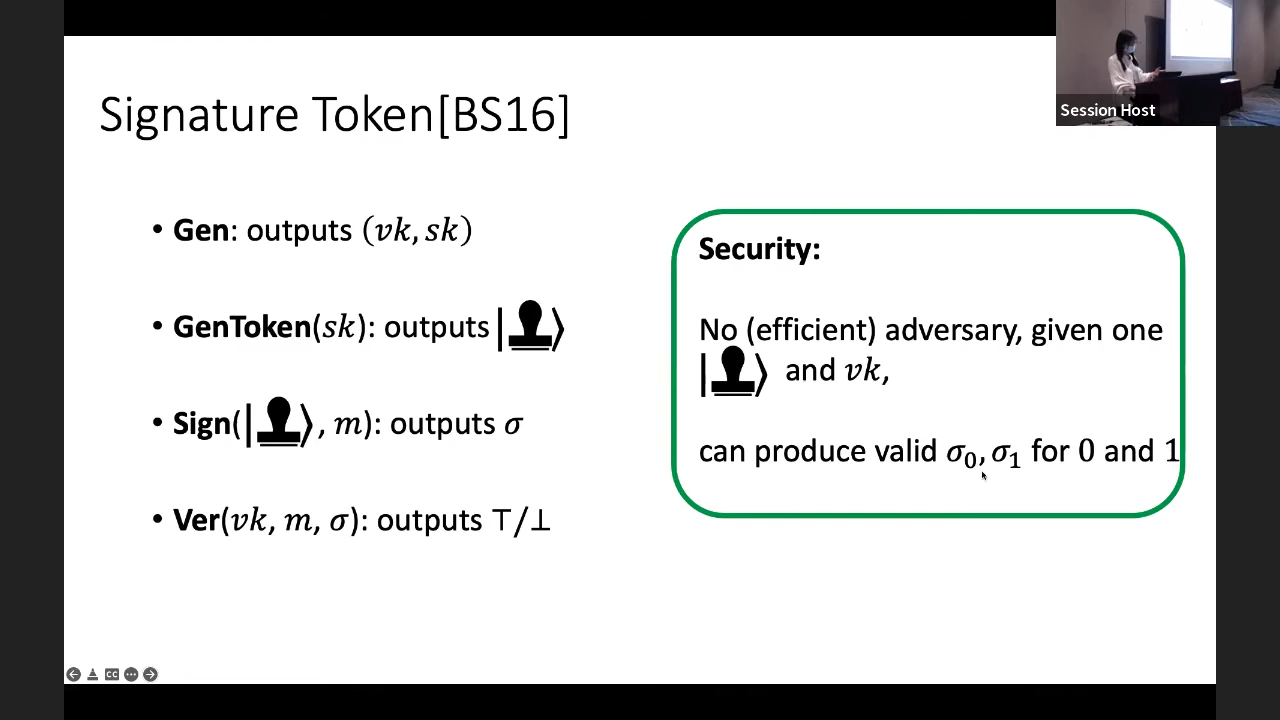 Session Host
Signature Token[BS16]
• Gen: outputs (vk, sk)
• GenToken(sk): outputs | ⟩
• Sign(| ⟩, m): outputs σ
• Ver(vk, m, σ): outputs ⊤/⊥
Security:
No (efficient) adversary, given one
| ⟩ and vk,
can produce valid σ₀, σ₁ for 0 and 1
CC